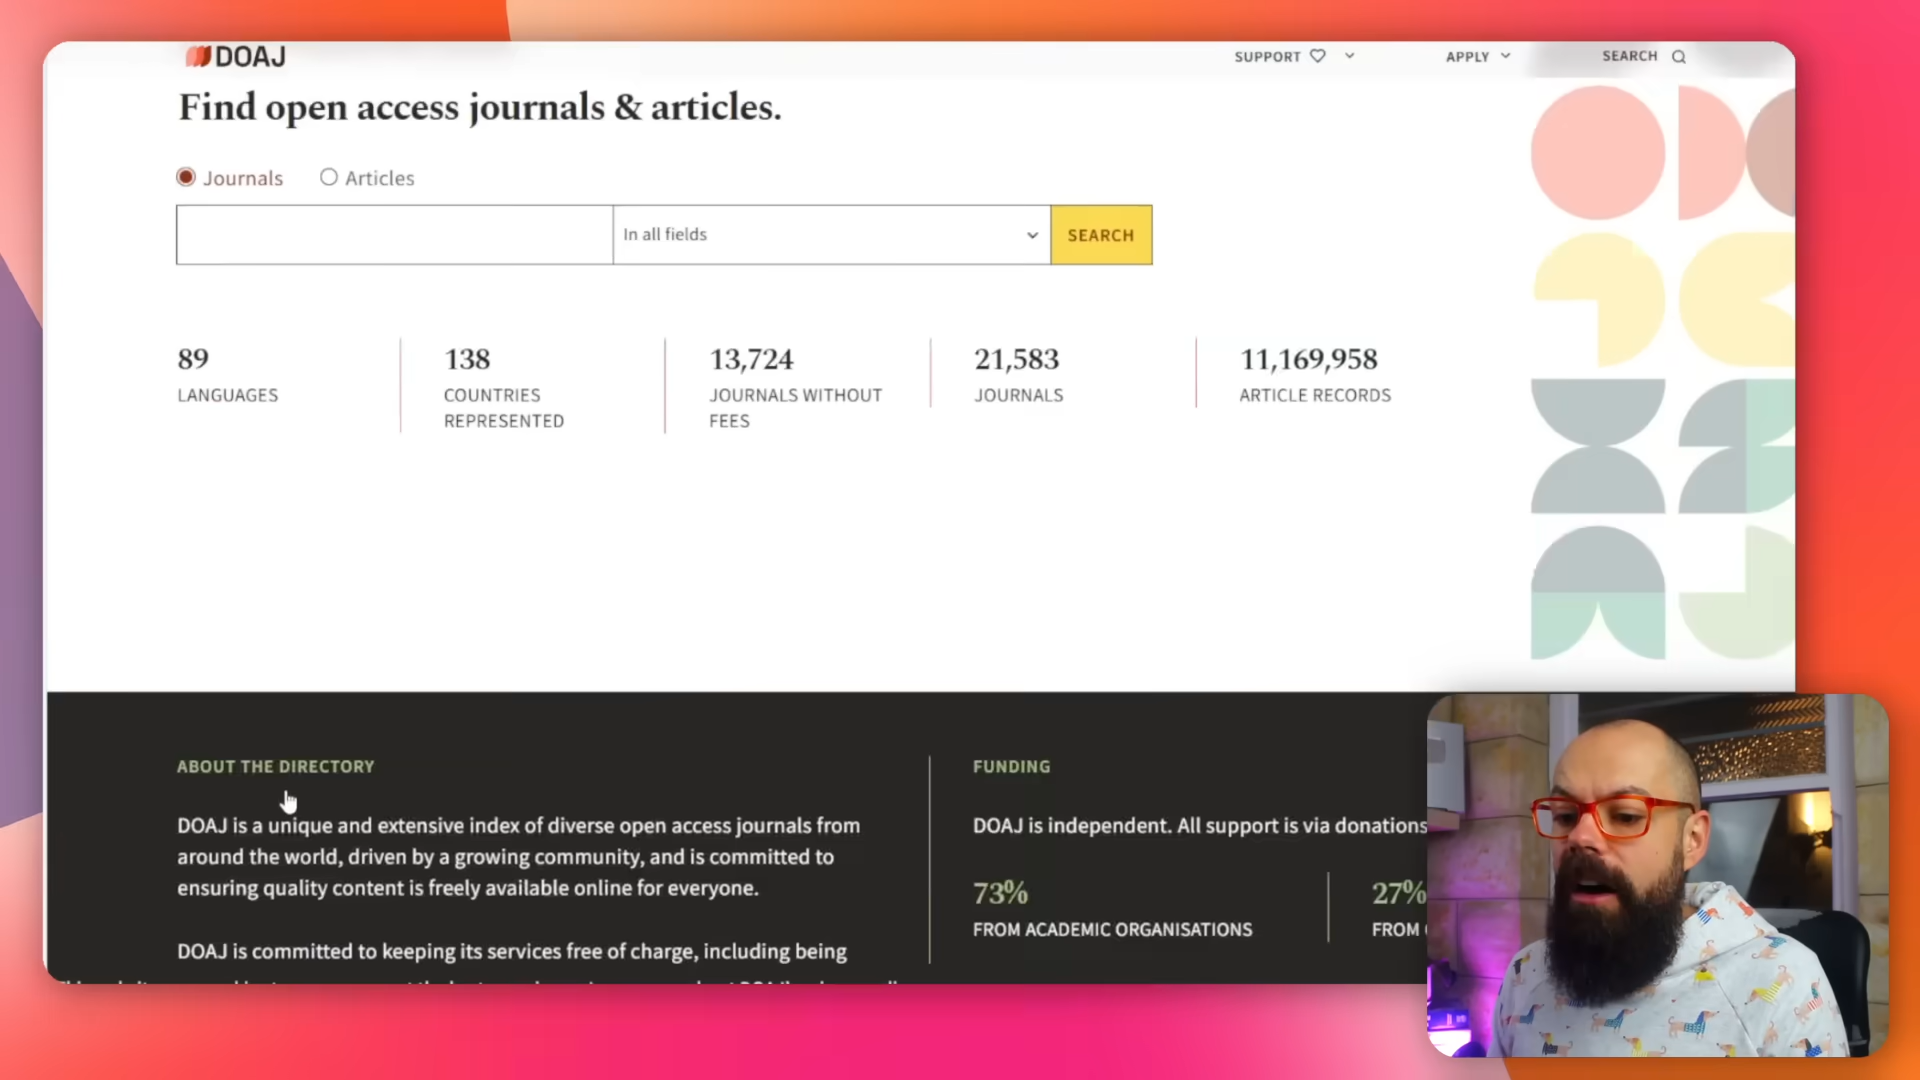 DOAJ
SUPPORT
APPLY
SEARCH
Find open access journals & articles.
Journals
Articles
In all fields
SEARCH
89
LANGUAGES
138
COUNTRIES
REPRESENTED
13,724
JOURNALS WITHOUT
FEES
21,583
JOURNALS
11,169,958
ARTICLE RECORDS
ABOUT THE DIRECTORY
DOAJ is a unique and extensive index of diverse open access journals from
around the world, driven by a growing community, and is committed to
ensuring quality content is freely available online for everyone.
DOAJ is committed to keeping its services free of charge, including being
FUNDING
DOAJ is independent. All support is via donations
73%
FROM ACADEMIC ORGANISATIONS
27%
FROM